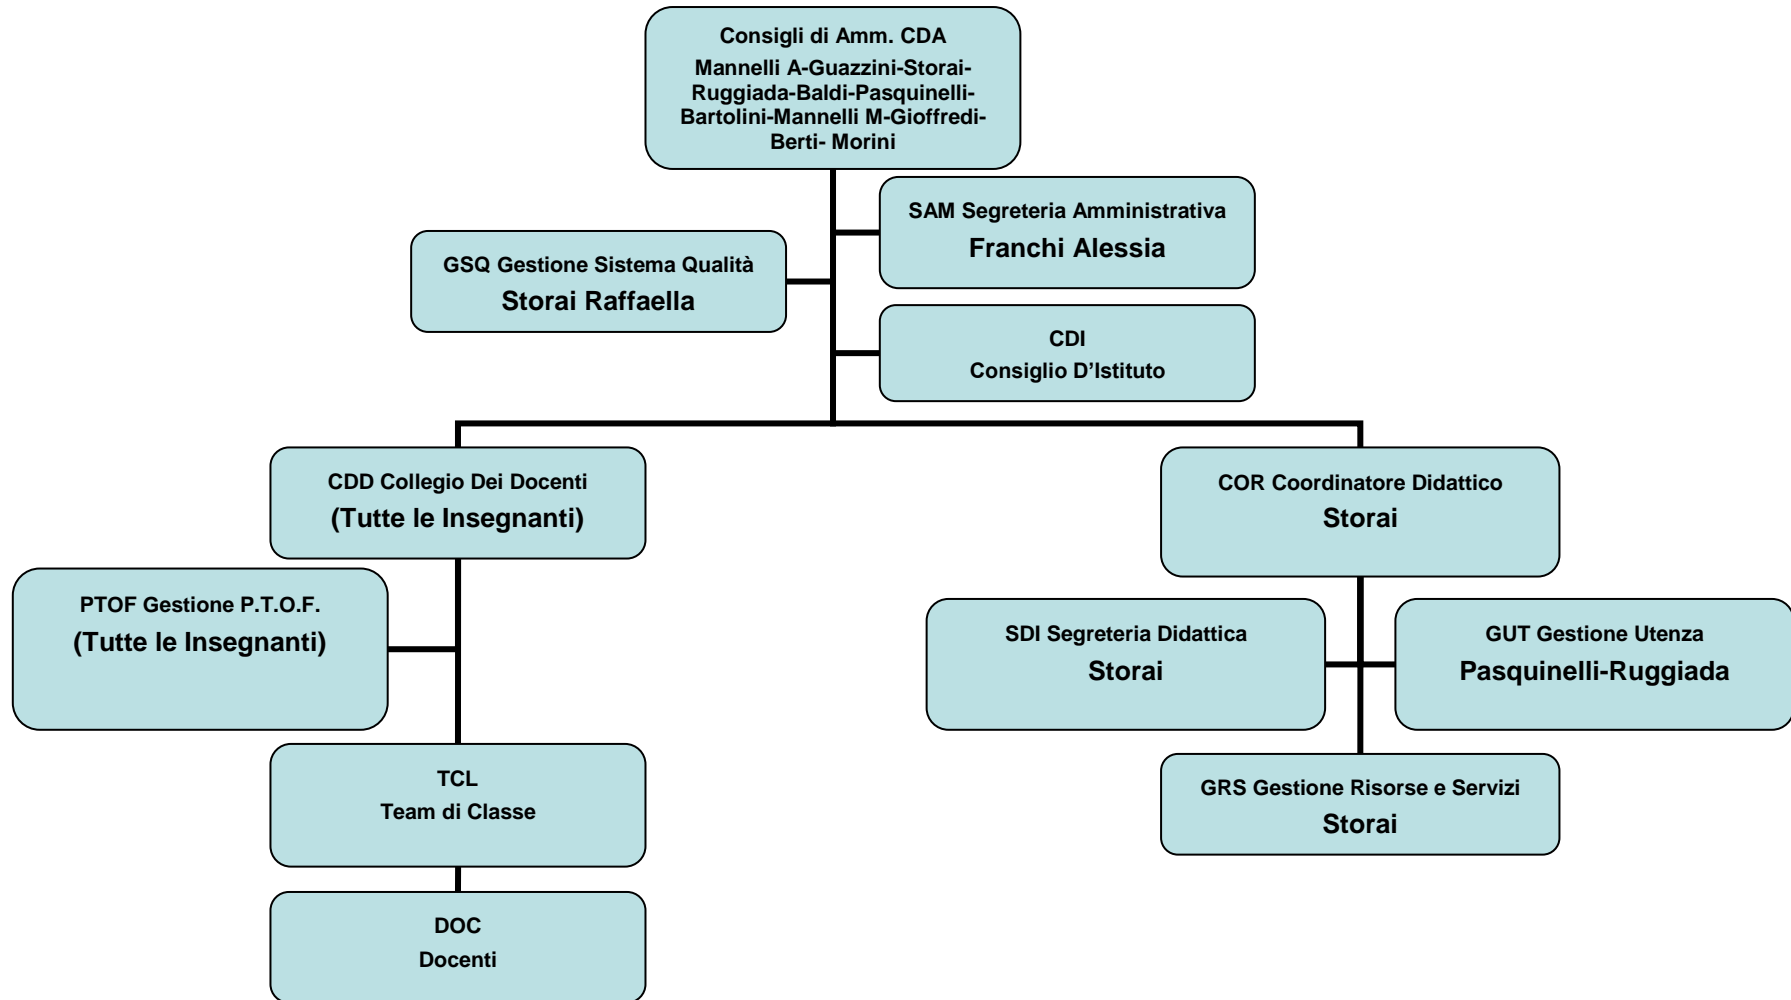 Consigli di Amm. CDA
Mannelli A-Guazzini-Storai-
Ruggiada-Baldi-Pasquinelli-
Bartolini-Mannelli M-Gioffredi-
Berti- Morini
SAM Segreteria Amministrativa
Franchi Alessia
GSQ Gestione Sistema Qualità
Storai Raffaella
CDI
Consiglio D’Istituto
CDD Collegio Dei Docenti
(Tutte le Insegnanti)
COR Coordinatore Didattico
Storai
PTOF Gestione P.T.O.F.
(Tutte le Insegnanti)
SDI Segreteria Didattica
Storai
GUT Gestione Utenza
Pasquinelli-Ruggiada
TCL
Team di Classe
GRS Gestione Risorse e Servizi
Storai
DOC
Docenti